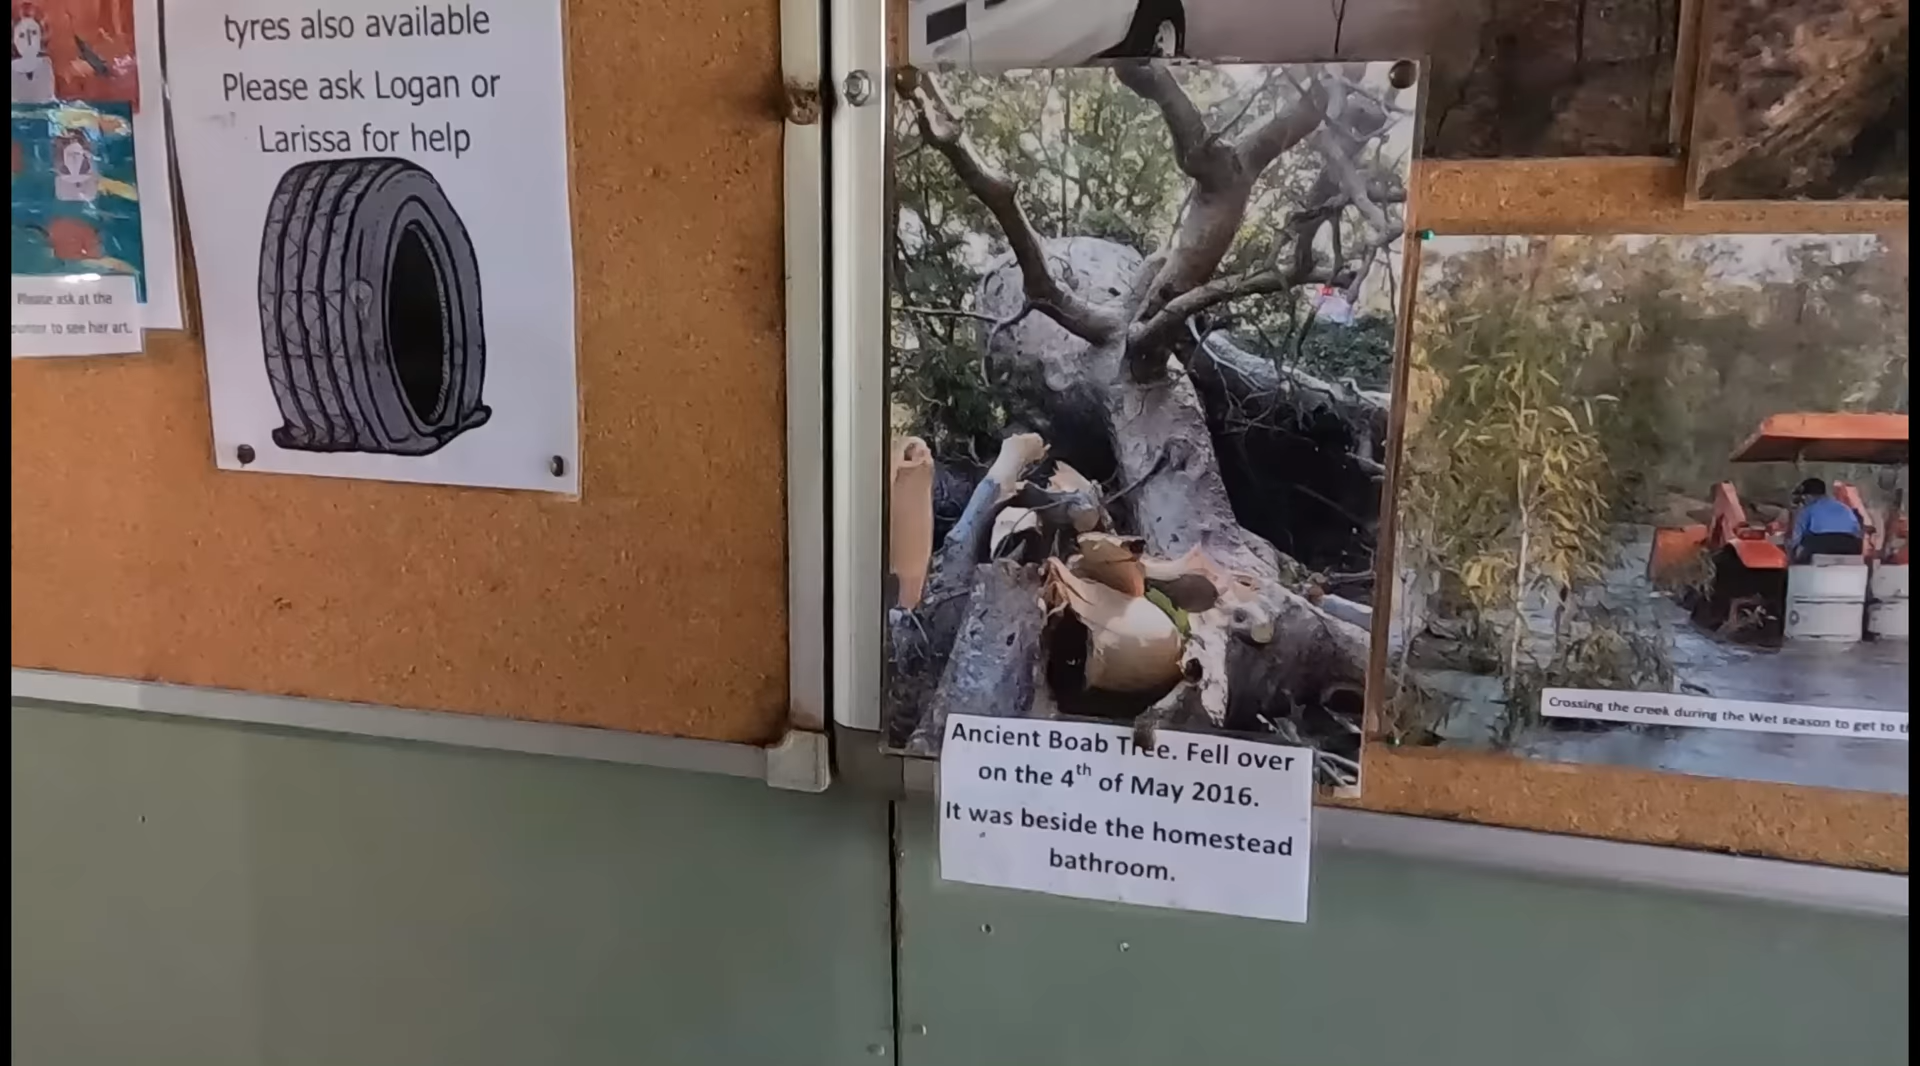 tyres also available
Please ask Logan or
Larissa for help
Please ask at the
to see her art.
Ancient Boab Tree. Fell over
on the 4th of May 2016.
It was beside the homestead
bathroom.
Crossing the creek during the Wet season to get to